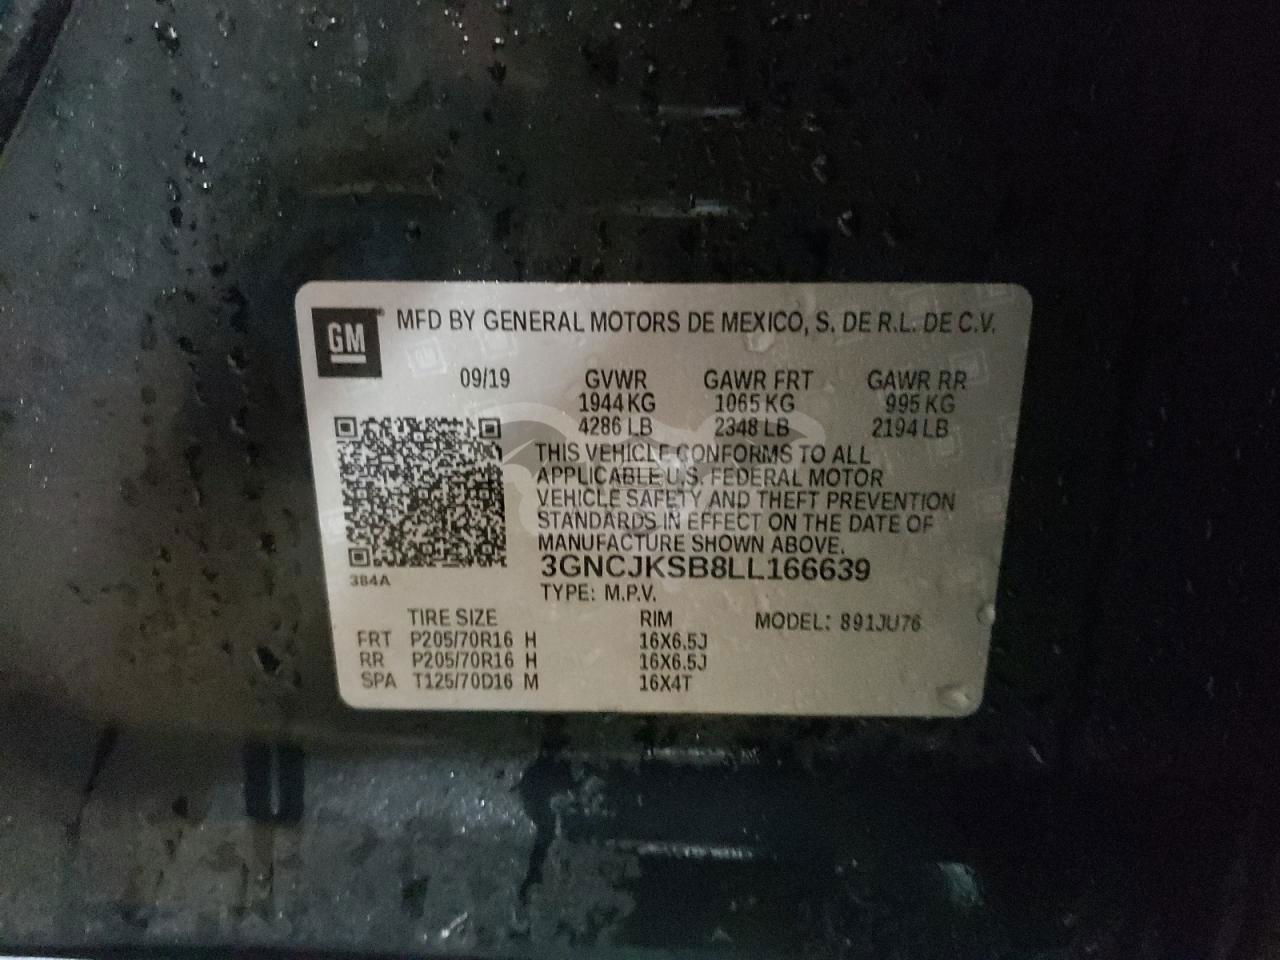 GM
MFD BY GENERAL MOTORS DE MEXICO, S. DE R.L. DE C.V.
09/19 GVWR GAWR FRT GAWR RR
1944 KG 1065 KG 995 KG
4286 LB 2348 LB 2194 LB
THIS VEHICLE CONFORMS TO ALL
APPLICABLE U.S. FEDERAL MOTOR
VEHICLE SAFETY AND THEFT PREVENTION
STANDARDS IN EFFECT ON THE DATE OF
MANUFACTURE SHOWN ABOVE.
3GNCJKSB8LL166639
384A
TYPE: M.P.V.
TIRE SIZE RIM MODEL: 891JU76
FRT P205/70R16 H 16X6.5J
RR P205/70R16 H 16X6.5J
SPA T125/70D16 M 16X4T